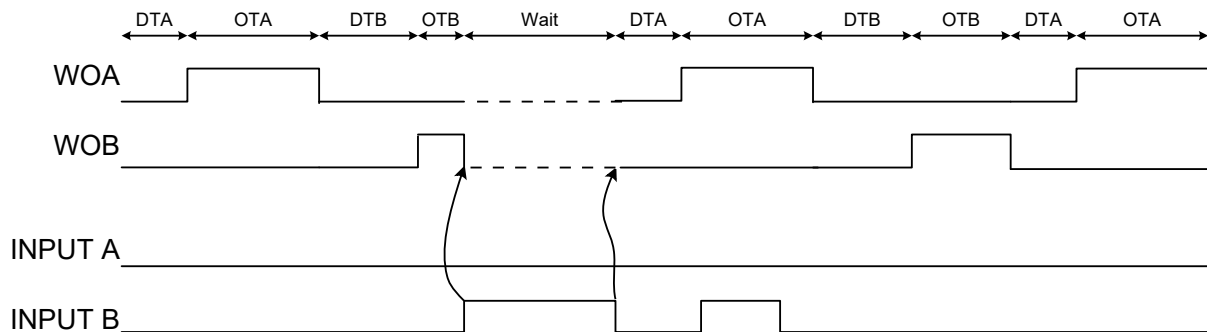 DTA OTA DTB OTB Wait DTA OTA DTB OTB DTA OTA
WOA
WOB
INPUT A
INPUT B